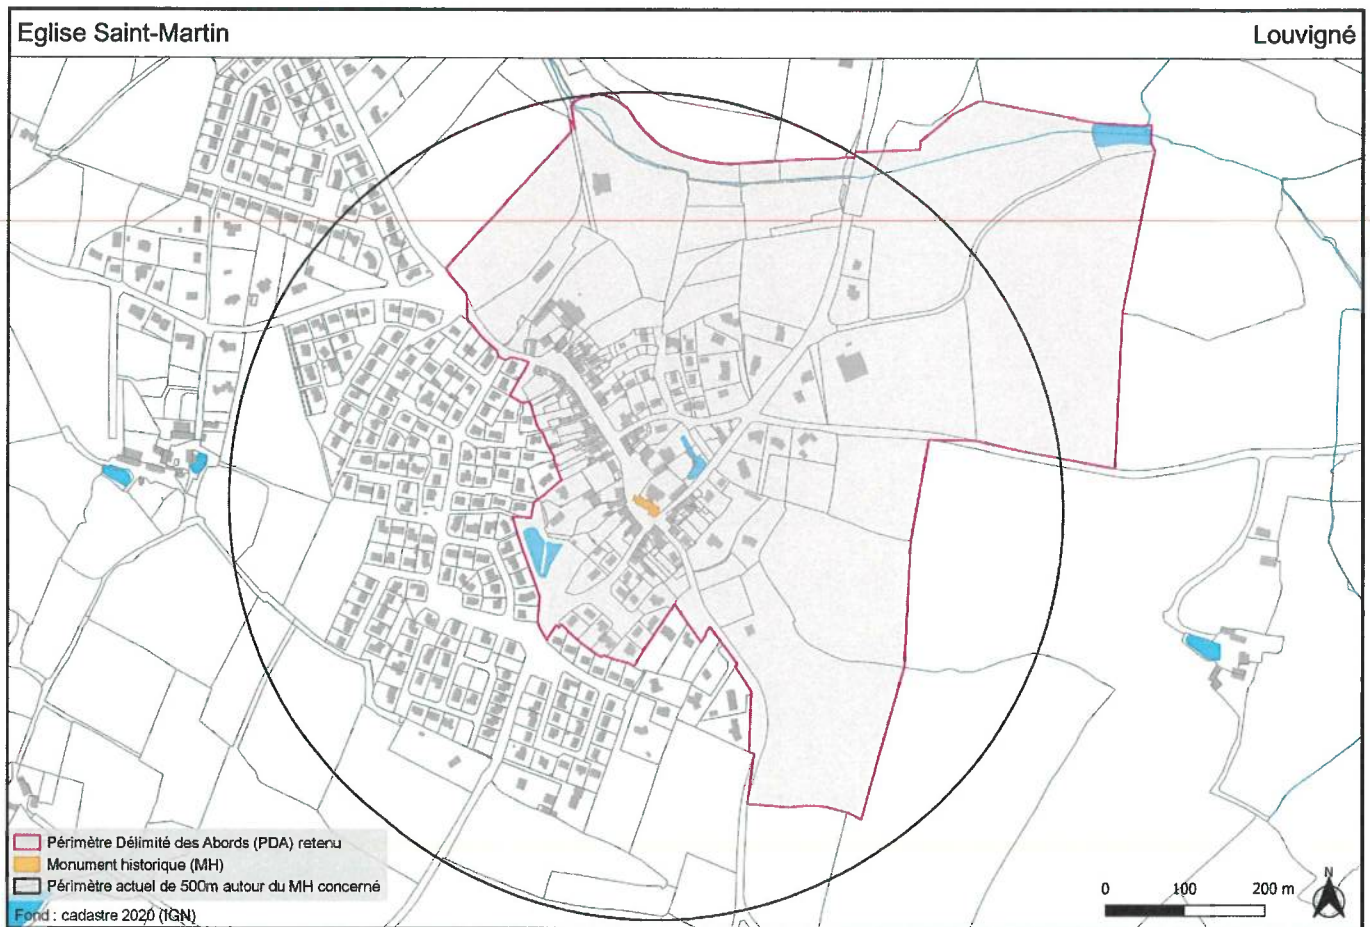 Eglise Saint-Martin
Louvigné
Périmètre Délimité des Abords (PDA) retenu
Monument historique (MH)
Périmètre actuel de 500m autour du MH concerné
Fond : cadastre 2020 (IGN)
0 100 200 m
N